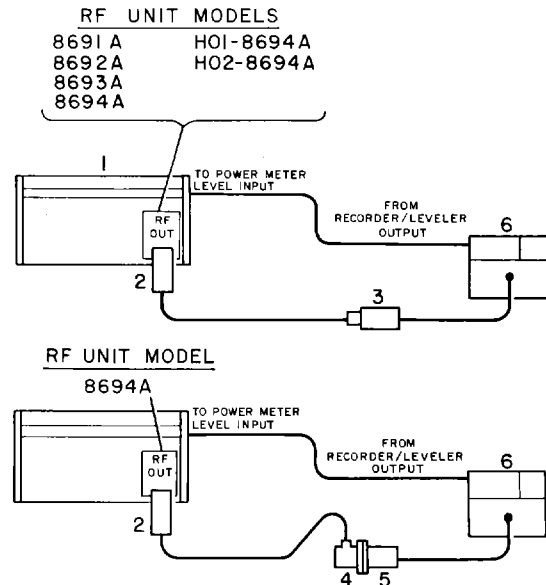 RF UNIT MODELS
8691A HO1-8694A
8692A HO2-8694A
8693A
8694A
1
TO POWER METER
LEVEL INPUT
RF
OUT
FROM
RECORDER/LEVELER
OUTPUT
6
2
3
RF UNIT MODEL
8694A
TO POWER METER
LEVEL INPUT
RF
OUT
FROM
RECORDER/LEVELER
OUTPUT
6
2
4 5